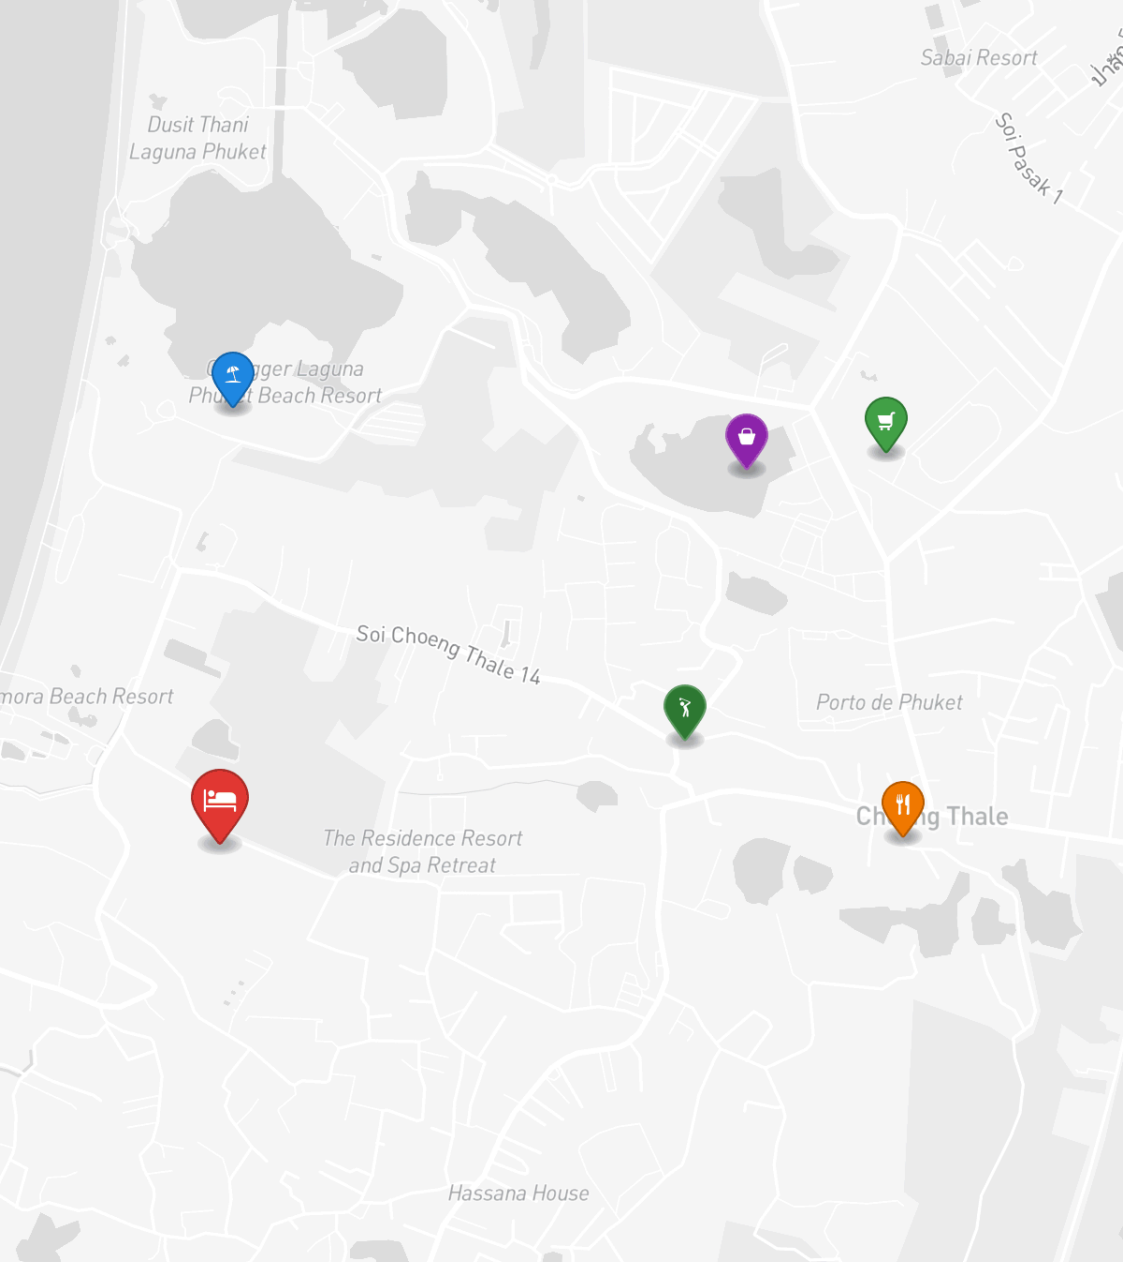 Sabai Resort
Dusit Thani
Laguna Phuket
Soi Pasak 1
Laguna
Beach Resort
Soi Choeng Thale 14
Beach Resort
Porto de Phuket
Thale
The Residence Resort
and Spa Retreat
Hassana House